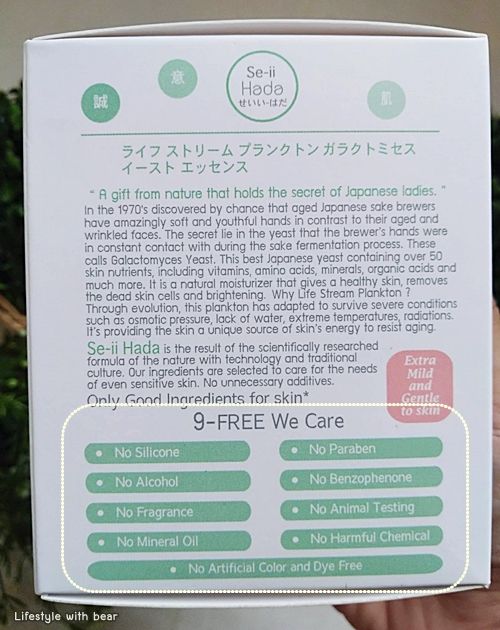 誠
意
Se-ii
Hada
せいい-はだ
肌
ライフ ストリーム プランクトン ガラクトミセス
イースト エッセンス
" A gift from nature that holds the secret of Japanese ladies. "
In the 1970's discovered by chance that aged Japanese sake brewers
have amazingly soft and youthful hands in contrast to their aged and
wrinkled faces. The secret lie in the yeast that the brewer's hands were
in constant contact with during the sake fermentation process. These
calls Galactomyces Yeast. This best Japanese yeast containing over 50
skin nutrients, including vitamins, amino acids, minerals, organic acids and
much more. It is a natural moisturizer that gives a healthy skin, removes
the dead skin cells and brightening. Why Life Stream Plankton ?
Through evolution, this plankton has adapted to survive severe conditions
such as osmotic pressure, lack of water, extreme temperatures, radiations.
It's providing the skin a unique source of skin's energy to resist aging.
Se-ii Hada is the result of the scientifically researched
formula of the nature with technology and traditional
culture. Our ingredients are selected to care for the needs
of even sensitive skin. No unnecessary additives.
Only Good Ingredients for skin*
Extra
Mild
and
Gentle
to skin
9-FREE We Care
No Silicone
No Paraben
No Alcohol
No Benzophenone
No Fragrance
No Animal Testing
No Mineral Oil
No Harmful Chemical
No Artificial Color and Dye Free
Lifestyle with bear